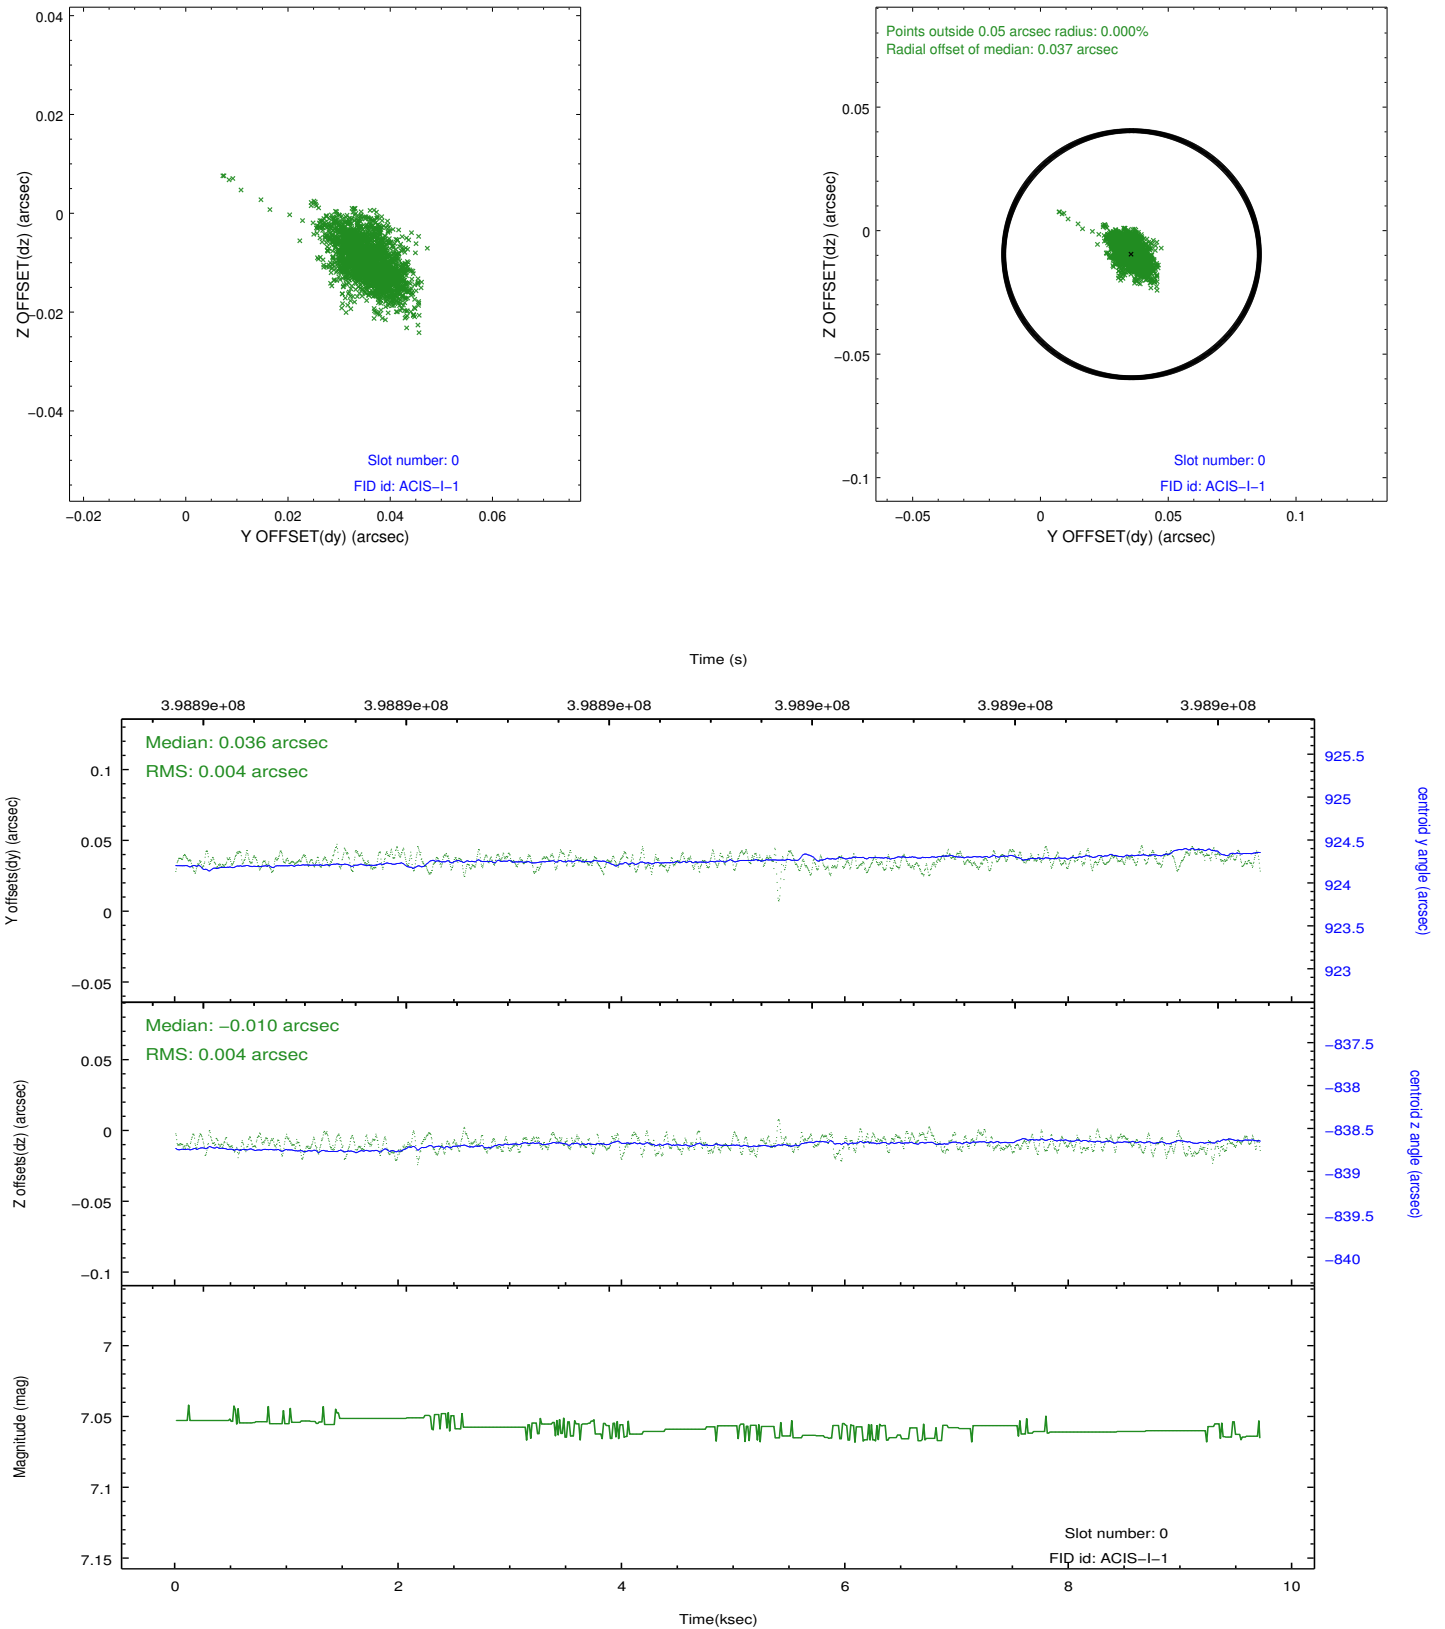 0.04
0.02
0
−0.02
−0.04
Z OFFSET(dz) (arcsec)
Slot number: 0
FID id: ACIS−I−1
−0.02
0
0.02
0.04
0.06
Y OFFSET(dy) (arcsec)
Points outside 0.05 arcsec radius: 0.000%
Radial offset of median: 0.037 arcsec
0.05
0
−0.05
−0.1
Z OFFSET(dz) (arcsec)
Slot number: 0
FID id: ACIS−I−1
−0.05
0
0.05
0.1
Y OFFSET(dy) (arcsec)
Time (s)
3.9889e+08
3.9889e+08
3.9889e+08
3.989e+08
3.989e+08
3.989e+08
Median: 0.036 arcsec
RMS: 0.004 arcsec
0.1
0.05
0
−0.05
Y offsets(dy) (arcsec)
925.5
925
924.5
924
923.5
923
centroid y angle (arcsec)
Median: −0.010 arcsec
RMS: 0.004 arcsec
0.05
0
−0.05
−0.1
Z offsets(dz) (arcsec)
−837.5
−838
−838.5
−839
−839.5
−840
centroid z angle (arcsec)
7
7.05
7.1
7.15
Magnitude (mag)
Slot number: 0
FID id: ACIS−I−1
0
2
4
6
8
10
Time(ksec)